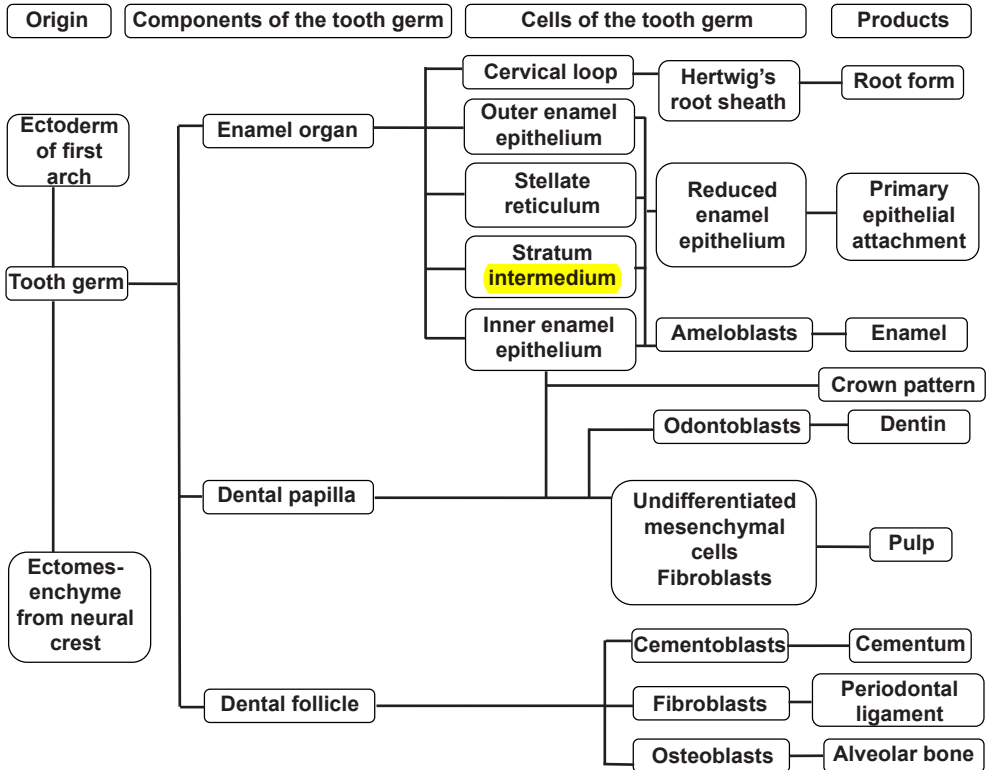 Origin
Components of the tooth germ
Cells of the tooth germ
Products
Ectoderm
of first
arch
Tooth germ
Ectomes-
enchyme
from neural
crest
Enamel organ
Dental papilla
Dental follicle
Cervical loop
Hertwig's
root sheath
Root form
Outer enamel
epithelium
Stellate
reticulum
Stratum
intermedium
Inner enamel
epithelium
Reduced
enamel
epithelium
Primary
epithelial
attachment
Ameloblasts
Enamel
Crown pattern
Odontoblasts
Dentin
Undifferentiated
mesenchymal
cells
Fibroblasts
Pulp
Cementoblasts
Cementum
Fibroblasts
Periodontal
ligament
Osteoblasts
Alveolar bone